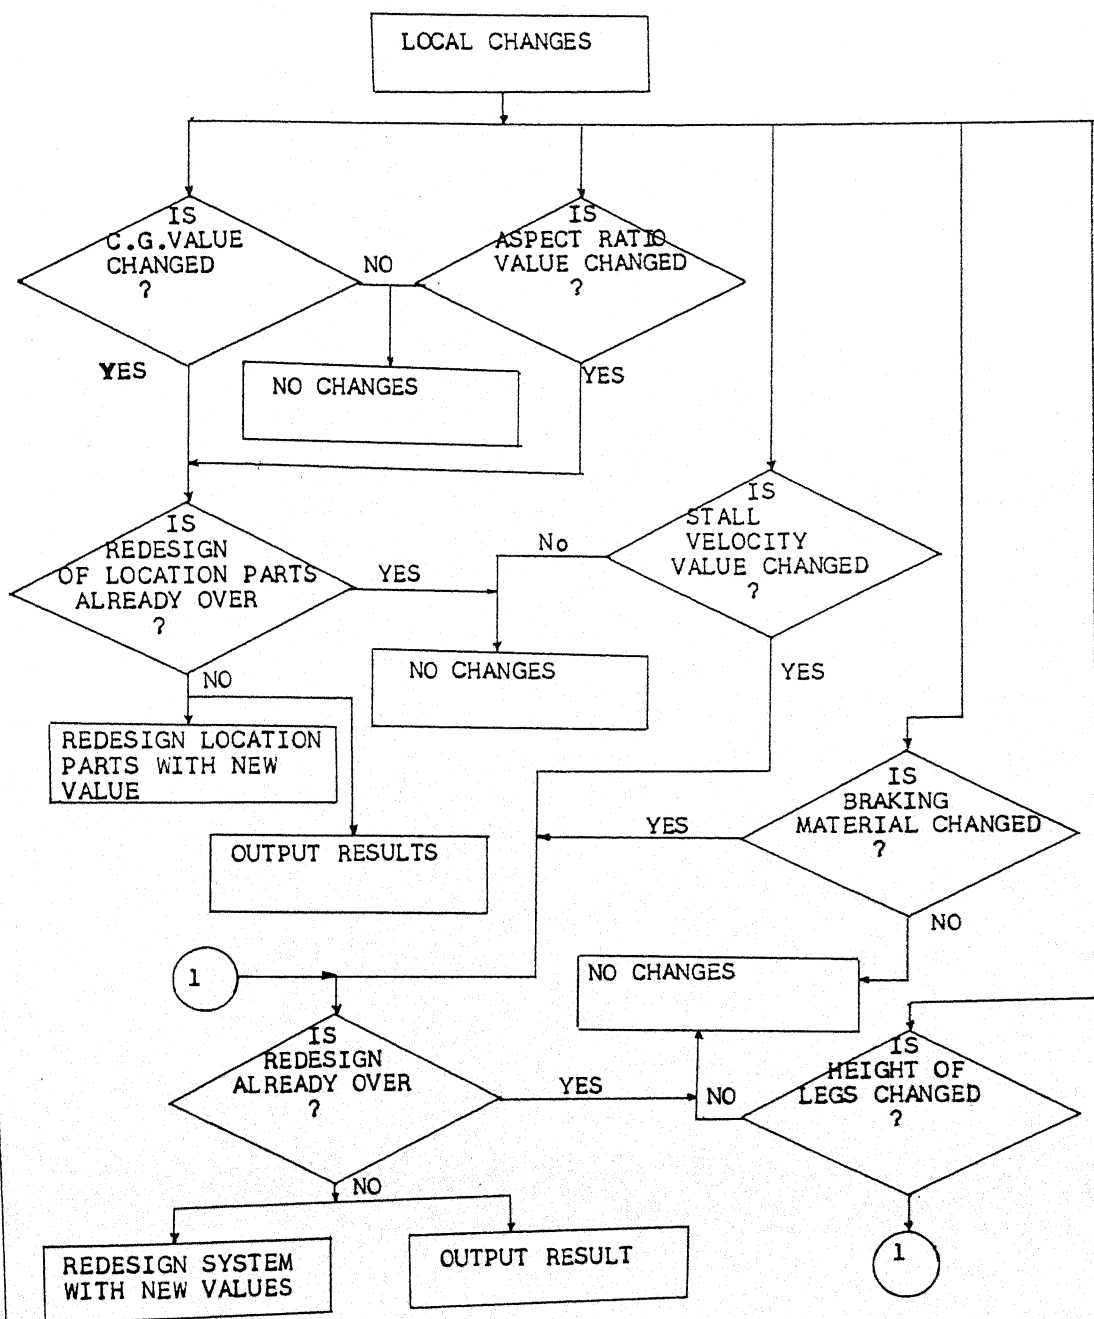 LOCAL CHANGES
IS
C.G.VALUE
CHANGED
?
NO
IS
ASPECT RATIO
VALUE CHANGED
?
YES
NO CHANGES
YES
IS
REDESIGN
OF LOCATION PARTS
ALREADY OVER
?
YES
No
IS
STALL
VELOCITY
VALUE CHANGED
?
NO CHANGES
YES
NO
REDESIGN LOCATION
PARTS WITH NEW
VALUE
OUTPUT RESULTS
YES
IS
BRAKING
MATERIAL CHANGED
?
NO
1
NO CHANGES
IS
REDESIGN
ALREADY OVER
?
YES
NO
IS
HEIGHT OF
LEGS CHANGED
?
NO
REDESIGN SYSTEM
WITH NEW VALUES
OUTPUT RESULT
1